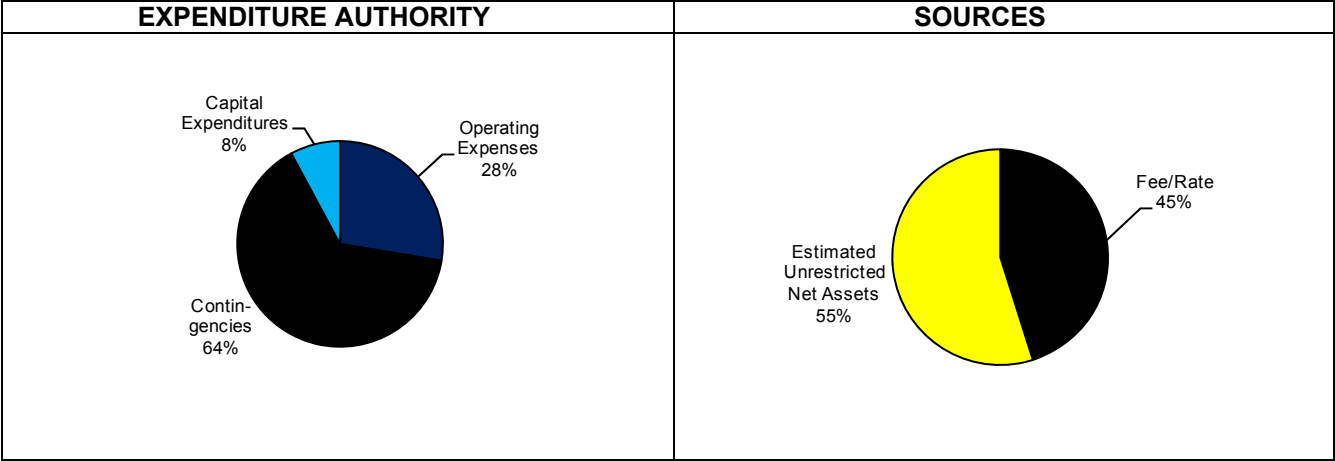 EXPENDITURE AUTHORITY
SOURCES
Capital
Expenditures
8%
Operating
Expenses
28%
Contin-
gencies
64%
Fee/Rate
45%
Estimated
Unrestricted
Net Assets
55%